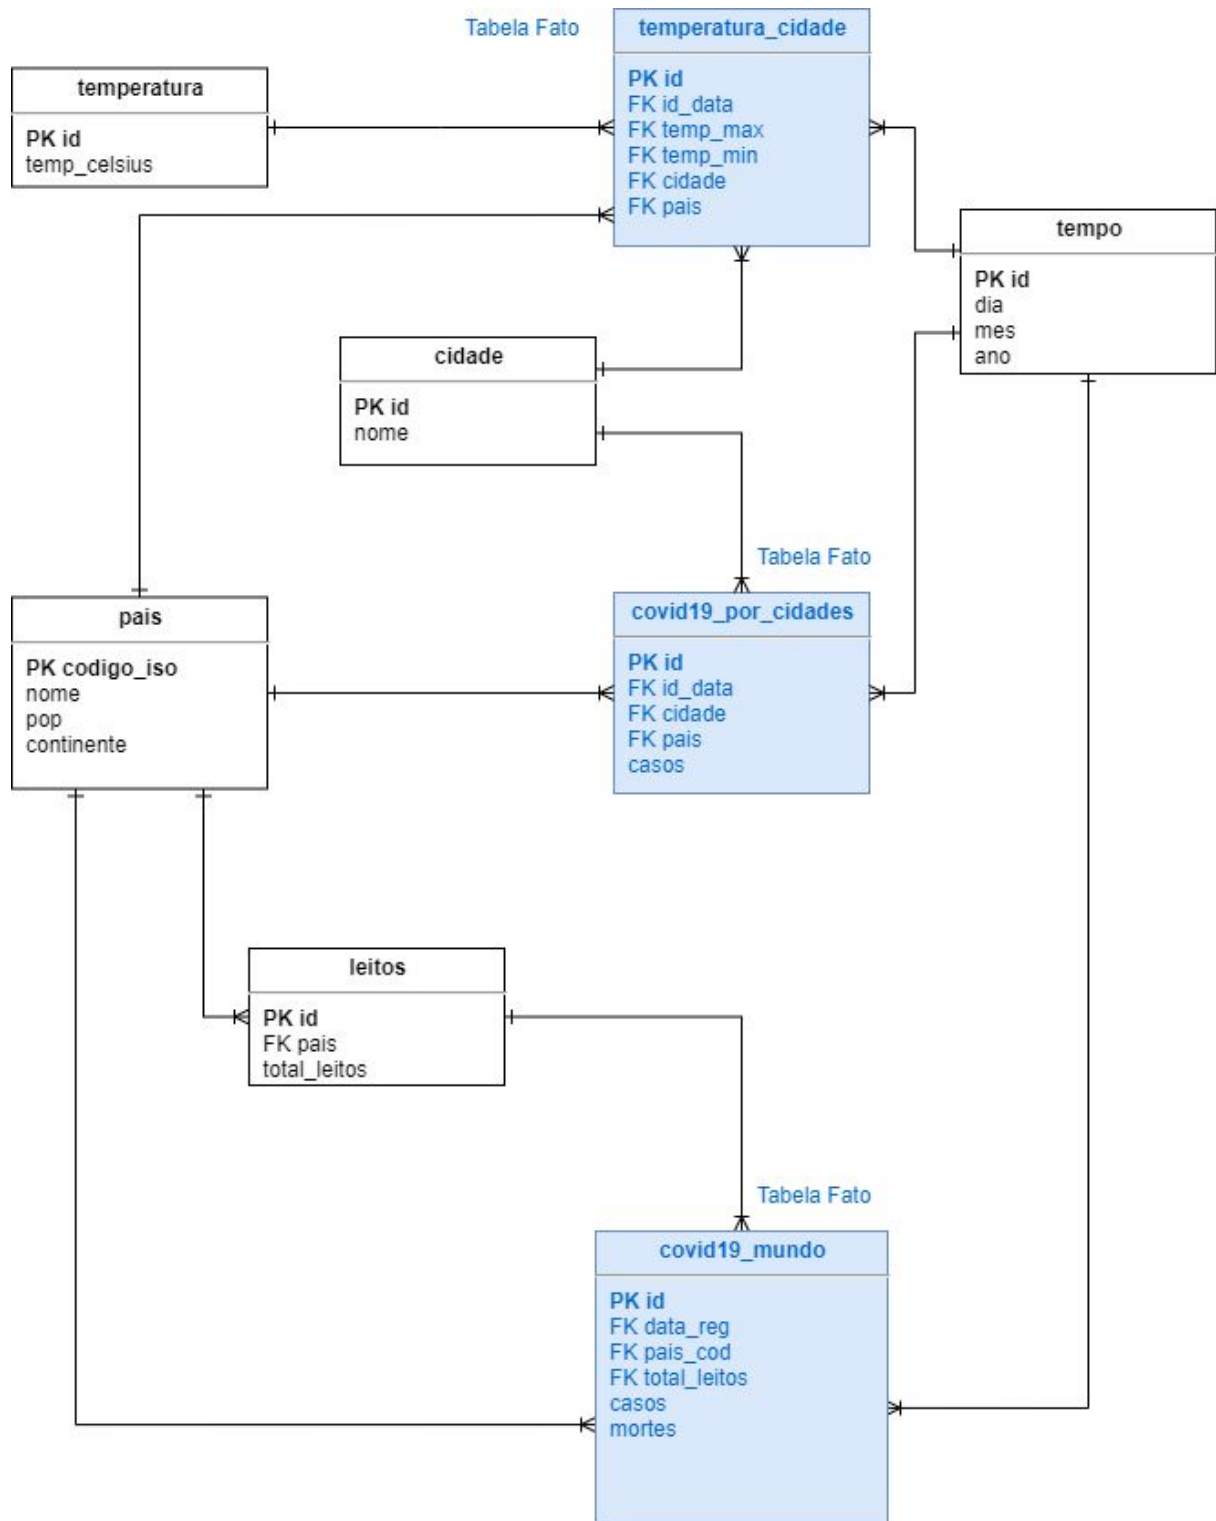 Tabela Fato
temperatura_cidade
PK id
FK id_data
FK temp_max
FK temp_min
FK cidade
FK pais
temperatura
PK id
temp_celsius
tempo
PK id
dia
mes
ano
cidade
PK id
nome
Tabela Fato
covid19_por_cidades
PK id
FK id_data
FK cidade
FK pais
casos
pais
PK codigo_iso
nome
pop
continente
leitos
PK id
FK pais
total_leitos
Tabela Fato
covid19_mundo
PK id
FK data_reg
FK pais_cod
FK total_leitos
casos
mortes